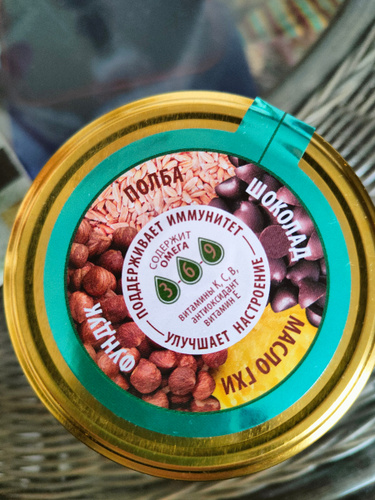 ПОЛБА
ШОКОЛАД
ФУНДУК
МАСЛО ГХИ
ПОДДЕРЖИВАЕТ ИММУНИТЕТ
УЛУЧШАЕТ НАСТРОЕНИЕ
СОДЕРЖИТ
ОМЕГА
3 6 9
витамины К, С, В,
антиоксидант
витамин Е